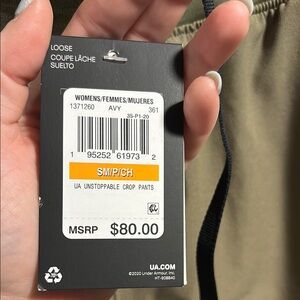 LOOSE
COUPE LÂCHE
SUELTO
WOMENS/FEMMES/MUJERES
1371260 AVY 361
35-P1-20
1 95252 61973 2
SM/P/CH
UA UNSTOPPABLE CROP PANTS
MSRP $80.00
UA.COM
©2020 Under Armour, Inc.